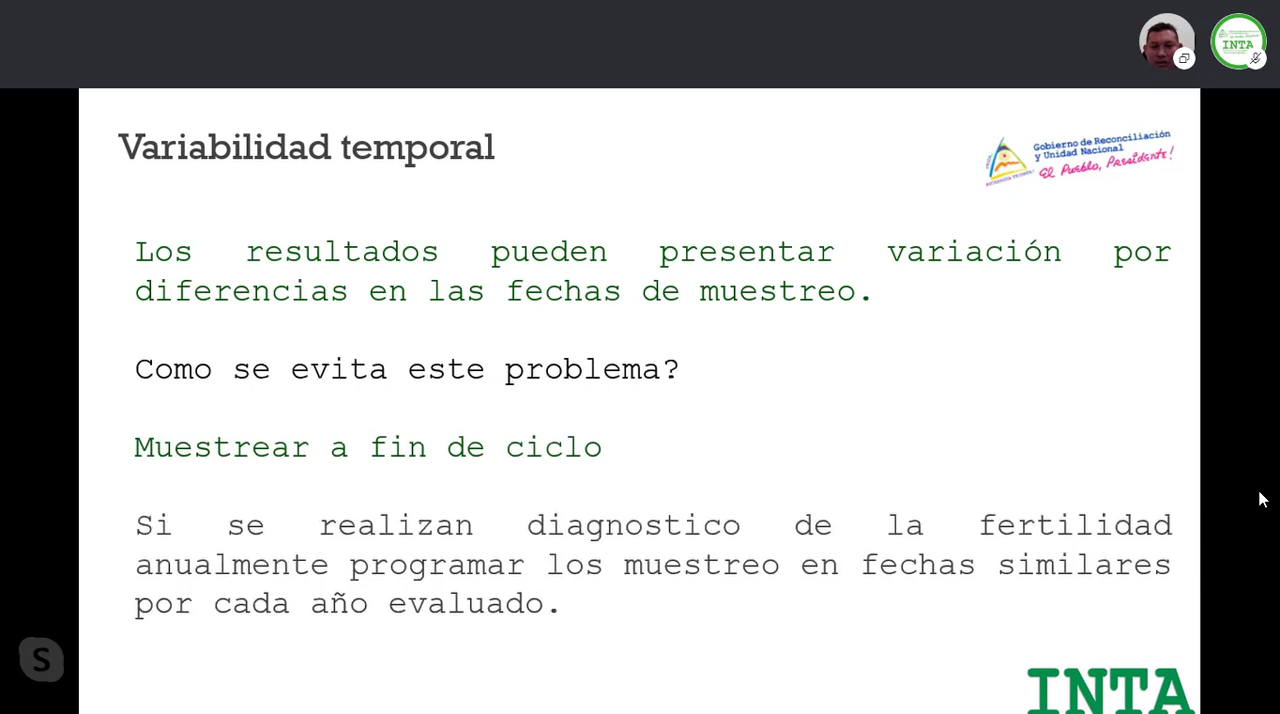 INTA
Variabilidad temporal
Gobierno de Reconciliación
y Unidad Nacional
El Pueblo, Presidente!
Los resultados pueden presentar variación por
diferencias en las fechas de muestreo.
Como se evita este problema?
Muestrear a fin de ciclo
Si se realizan diagnostico de la fertilidad
anualmente programar los muestreo en fechas similares
por cada año evaluado.
S
INTA